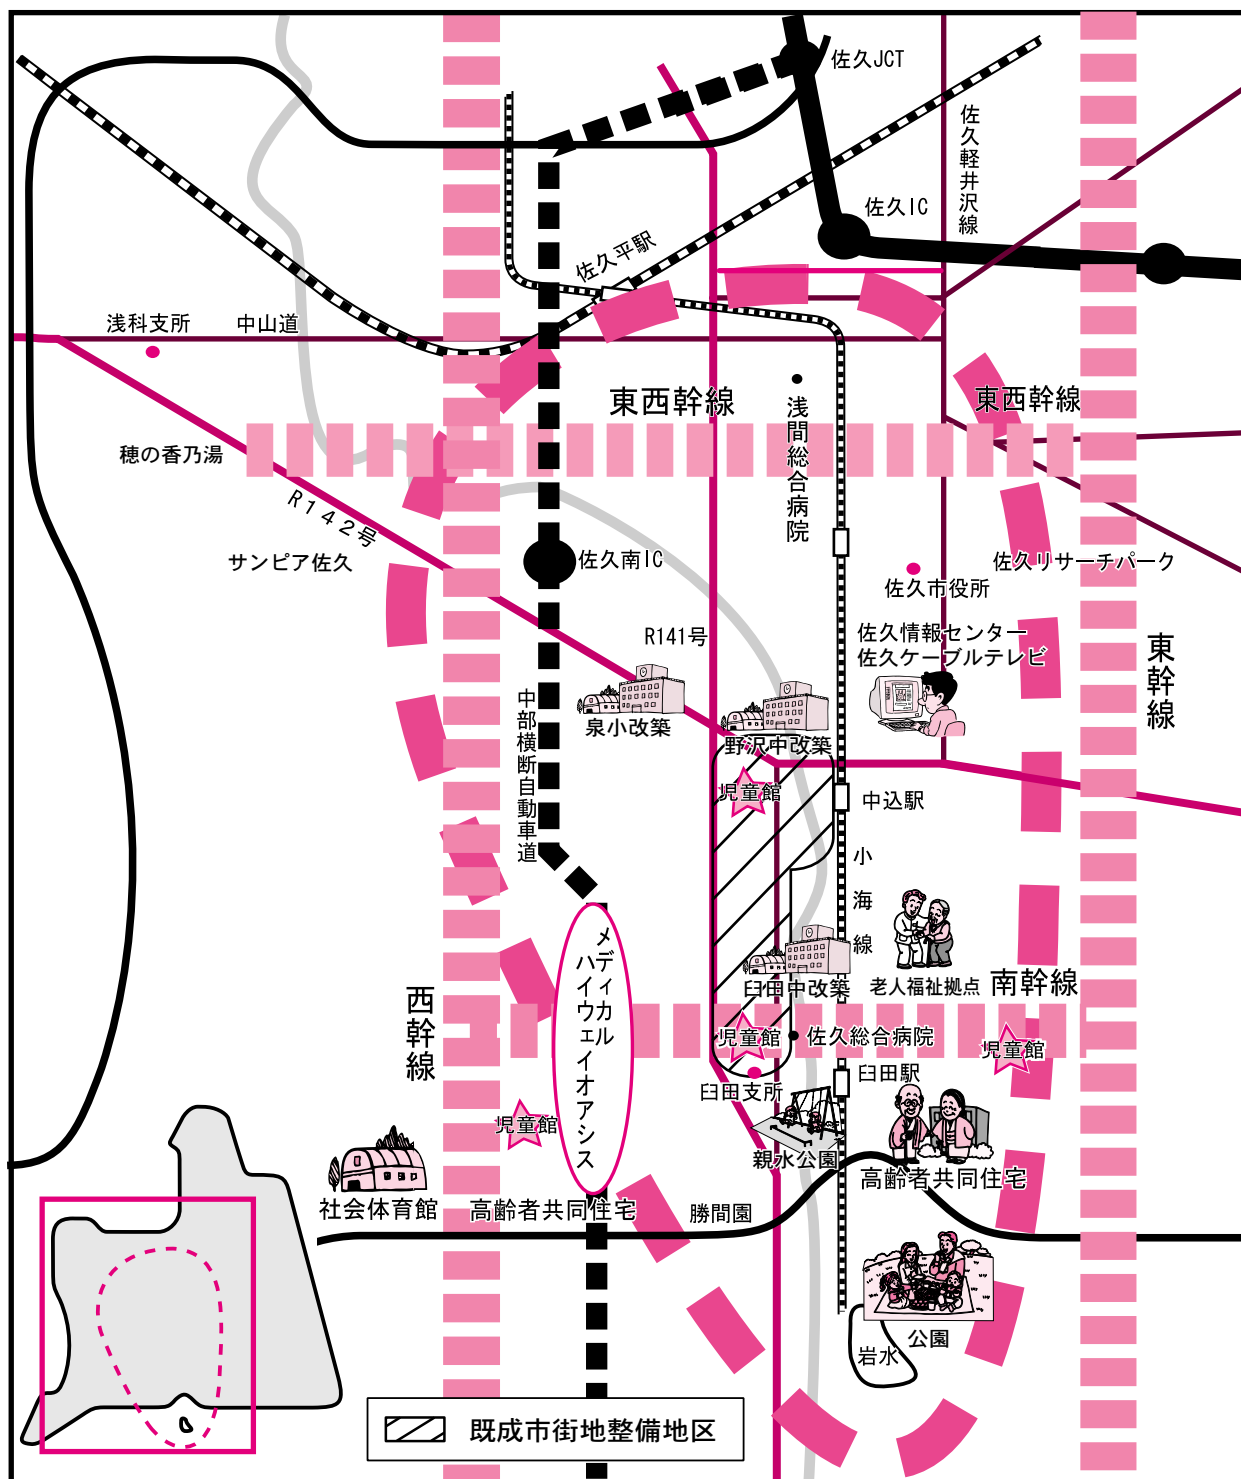 佐久JCT
佐久軽井沢線
佐久IC
佐久平駅
浅科支所
中山道
東西幹線
東西幹線
浅間総合病院
穂の香乃湯
R142号
サンピア佐久
佐久南IC
佐久リサーチパーク
佐久市役所
R141号
佐久情報センター
佐久ケーブルテレビ
東幹線
中部横断自動車道
泉小改築
野沢中改築
児童館
中込駅
小海線
メディカル
ハイウェイオアシス
臼田中改築
老人福祉拠点
南幹線
西幹線
児童館
佐久総合病院
児童館
臼田支所
臼田駅
児童館
親水公園
高齢者共同住宅
社会体育館
高齢者共同住宅
勝間園
公園
岩水
既成市街地整備地区